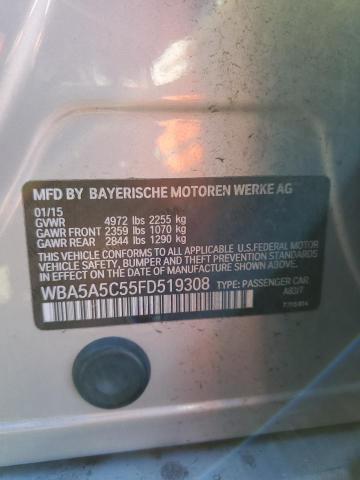 MFD BY BAYERISCHE MOTOREN WERKE AG
01/15
GVWR 4972 lbs 2255 kg
GAWR FRONT 2359 lbs 1070 kg
GAWR REAR 2844 lbs 1290 kg
THIS VEHICLE CONFORMS TO ALL APPLICABLE U.S.FEDERAL MOTOR
VEHICLE SAFETY, BUMPER AND THEFT PREVENTION STANDARDS
IN EFFECT ON THE DATE OF MANUFACTURE SHOWN ABOVE
WBA5A5C55FD519308 TYPE: PASSENGER CAR